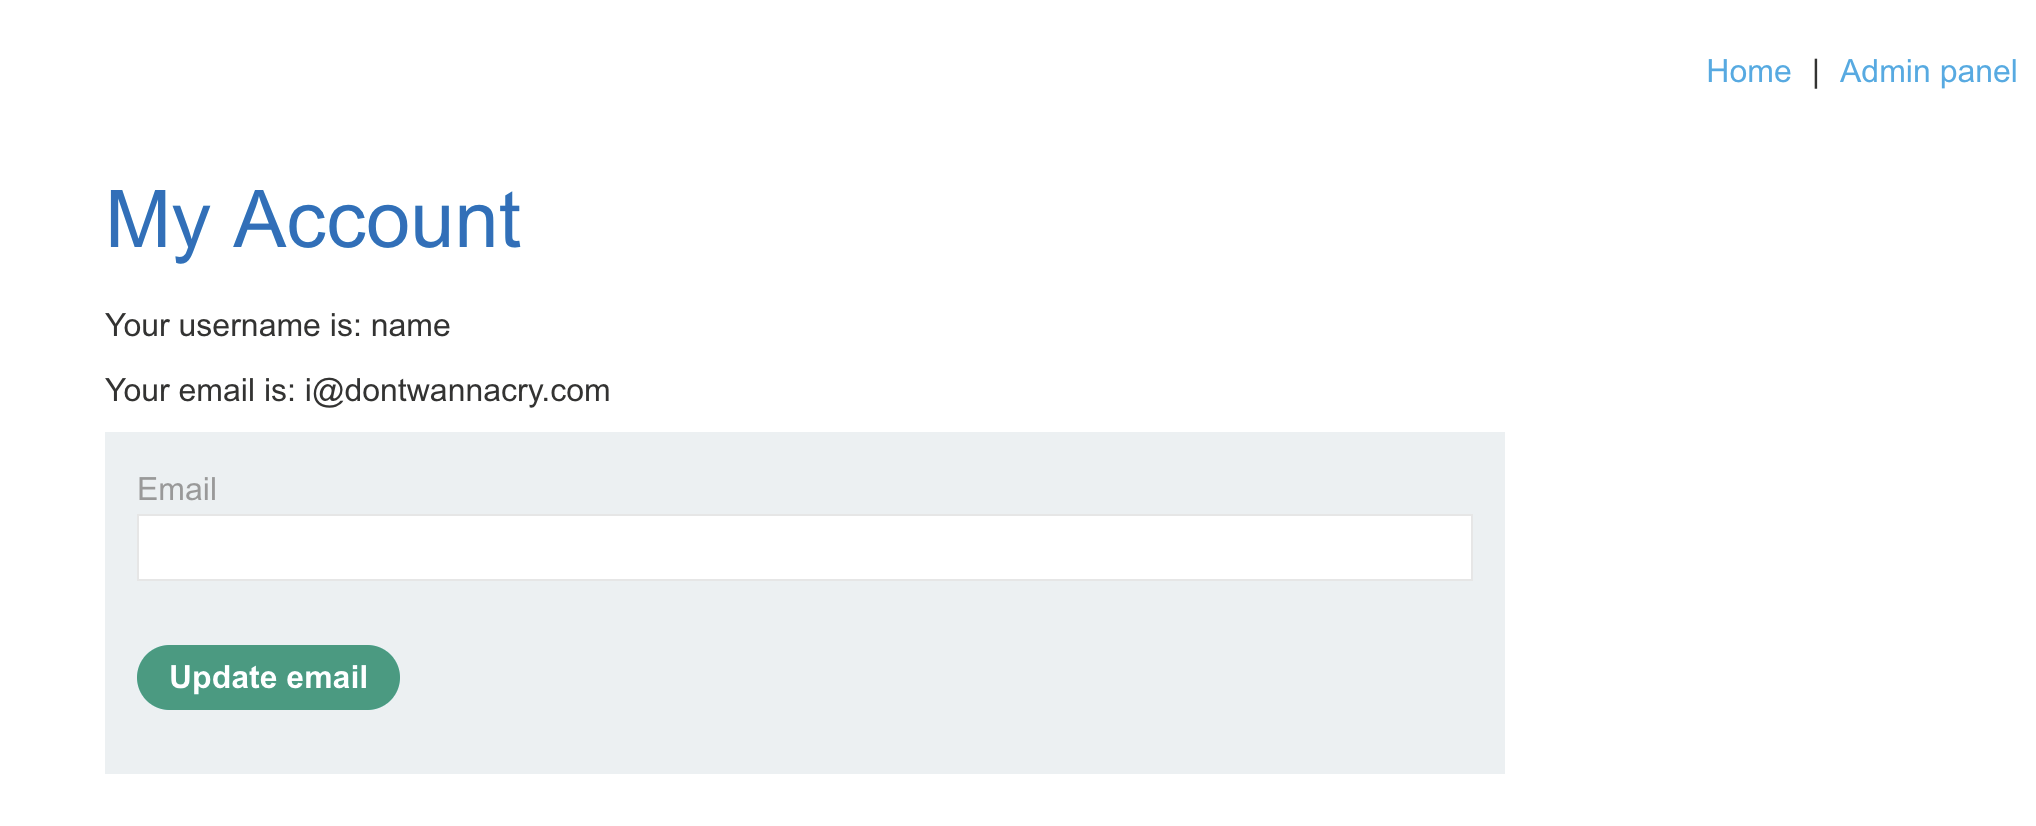 Home | Admin panel
My Account
Your username is: name
Your email is: i@dontwannacry.com
Email
Update email